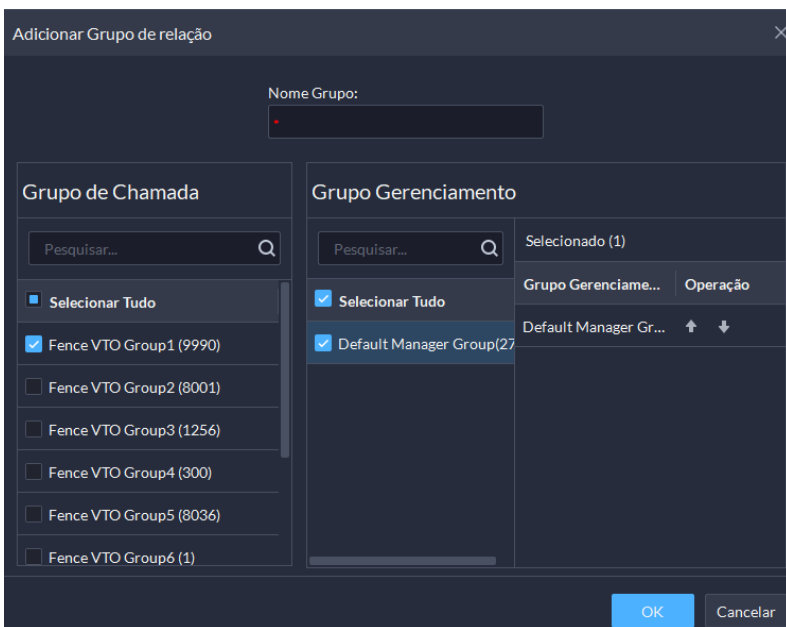 Adicionar Grupo de relação
Nome Grupo:
Grupo de Chamada
Pesquisar...
Selecionar Tudo
Fence VTO Group1 (9990)
Fence VTO Group2 (8001)
Fence VTO Group3 (1256)
Fence VTO Group4 (300)
Fence VTO Group5 (8036)
Fence VTO Group6 (1)
Grupo Gerenciamento
Pesquisar...
Selecionar Tudo
Default Manager Group(27
Selecionado (1)
Grupo Gerenciame... Operação
Default Manager Gr...
OK Cancelar